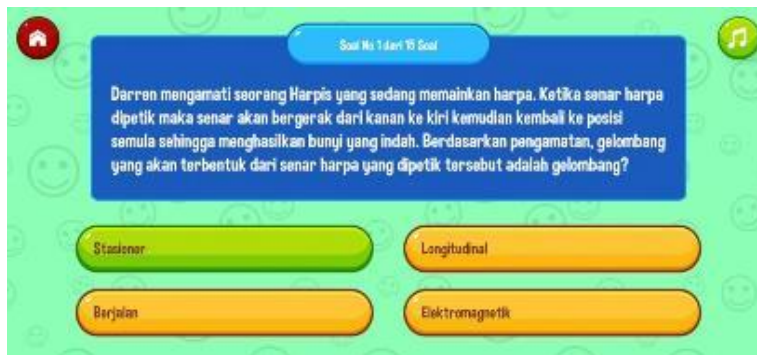 Soal No 1 dari 15 Soal
Darren mengamati seorang Harpis yang sedang memainkan harpa. Ketika senar harpa
dipetik maka senar akan bergerak dari kanan ke kiri kemudian kembali ke posisi
semula sehingga menghasilkan bunyi yang indah. Berdasarkan pengamatan, gelombang
yang akan terbentuk dari senar harpa yang dipetik tersebut adalah gelombang?
Stasioner
Longitudinal
Berjalan
Elektromagnetik